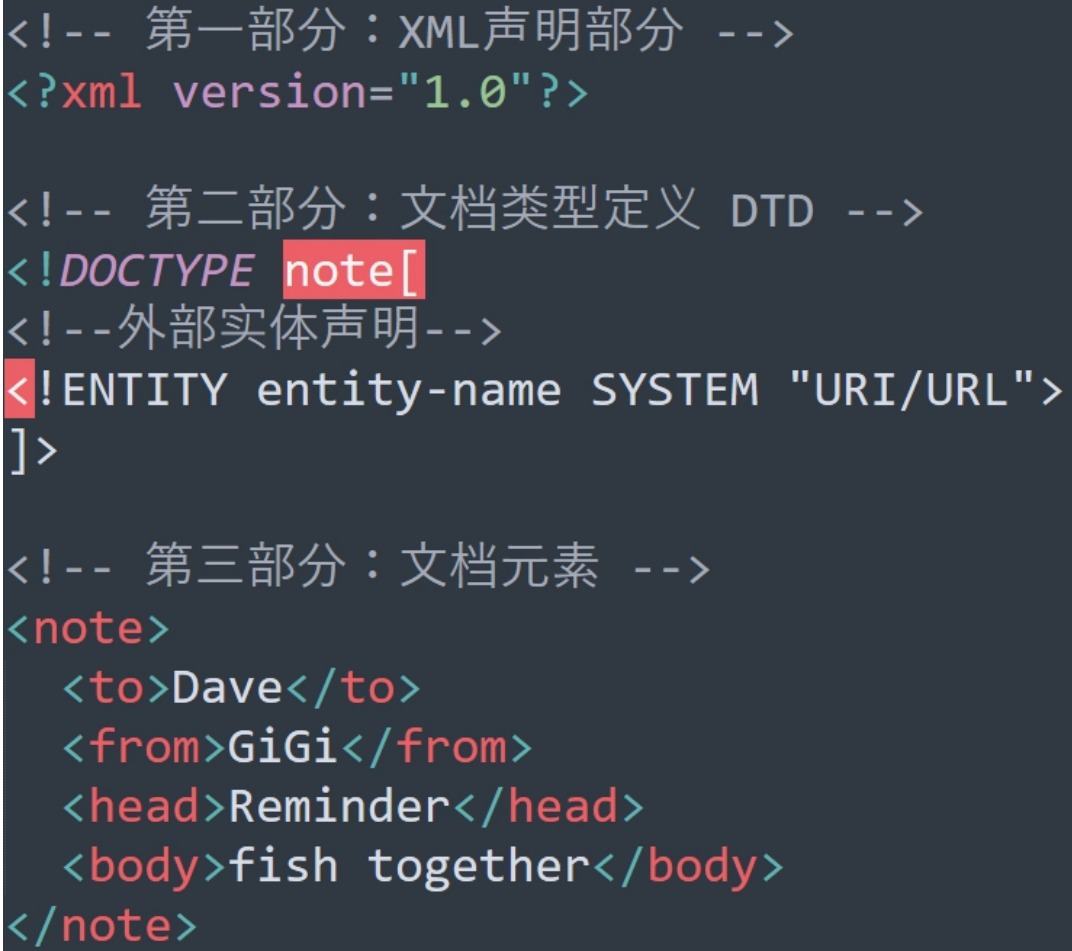 <!-- 第一部分：XML声明部分 -->
<?xml version="1.0"?>
<!-- 第二部分：文档类型定义 DTD -->
<!DOCTYPE note[
<!--外部实体声明-->
<!ENTITY entity-name SYSTEM "URI/URL">
]>
<!-- 第三部分：文档元素 -->
<note>
  <to>Dave</to>
  <from>GiGi</from>
  <head>Reminder</head>
  <body>fish together</body>
</note>